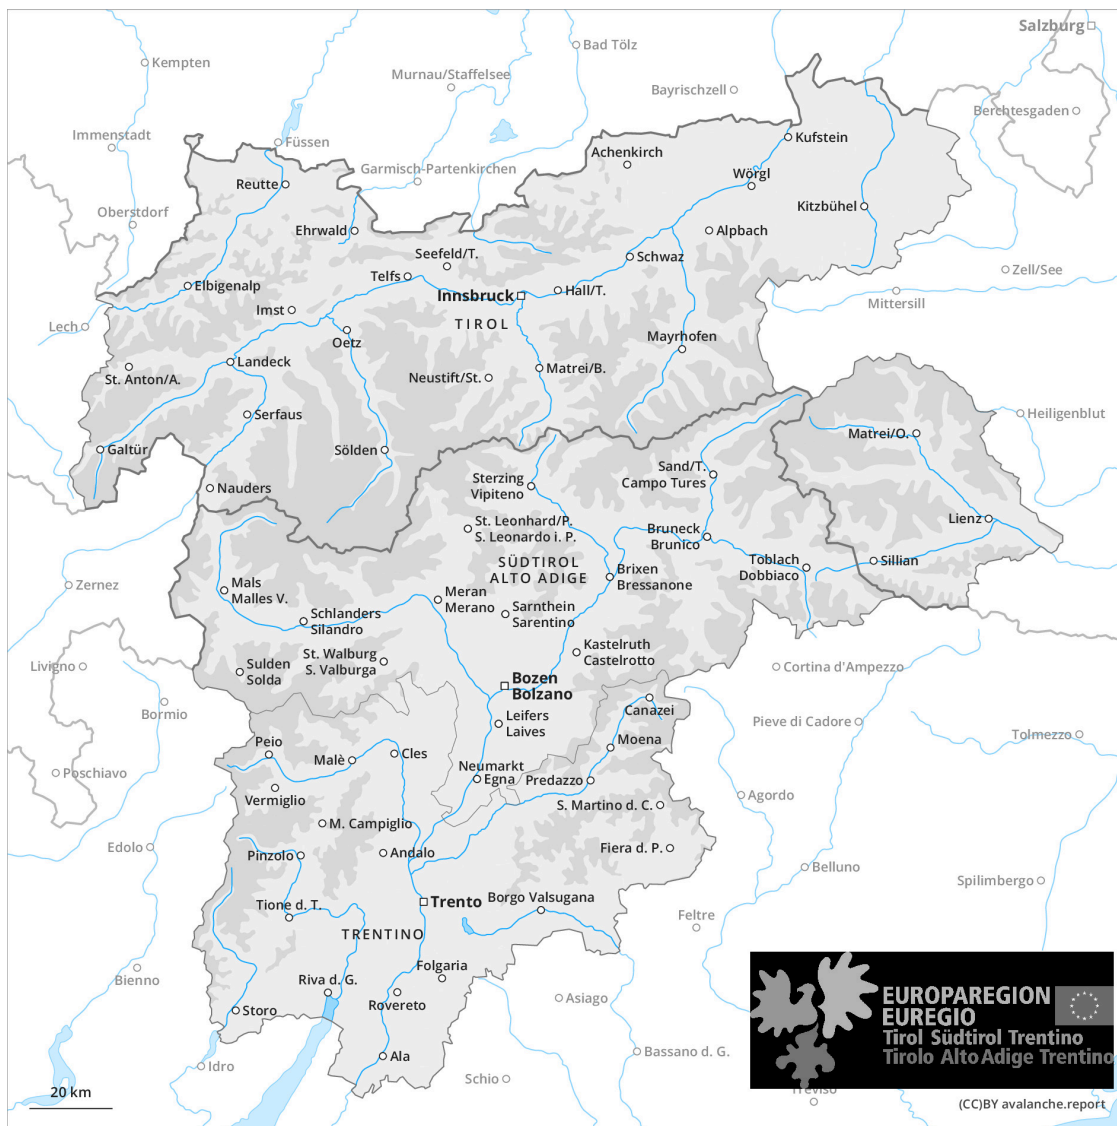 Salzburg
Kempten
Bad Tölz
Murnau/Staffelsee
Bayrischzell
Berchtesgaden
Immenstadt
Füssen
Kufstein
Achenkirch
Garmisch-Partenkirchen
Wörgl
Reutte
Oberstdorf
Kitzbühel
Ehrwald
Alpbach
Seefeld/T.
Schwaz
Telfs
Zell/See
Elbigenalp
Innsbruck
Hall/T.
Mittersill
Imst
TIROL
Lech
Oetz
Mayrhofen
Landeck
Matrei/B.
St. Anton/A.
Neustift/St.
Serfaus
Heiligenblut
Matrei/O.
Galtür
Sölden
Sand/T.
Campo Tures
Sterzing
Vipiteno
Nauders
St. Leonhard/P.
S. Leonardo i. P.
Bruneck
Brunico
Lienz
SÜDTIROL
ALTO ADIGE
Toblach
Dobbiaco
Sillian
Brixen
Bressanone
Zernez
Mals
Malles V.
Meran
Merano
Sarnthein
Sarentino
Schlanders
Silandro
Kastelruth
Castelrotto
St. Walburg
S. Valburga
Livigno
Sulden
Solda
Cortina d'Ampezzo
Bozen
Bolzano
Canazei
Bormio
Leifers
Laives
Pieve di Cadore
Tolmezzo
Moena
Peio
Malè
Cles
Poschiavo
Neumarkt
Egna
Predazzo
Vermiglio
Agordo
S. Martino d. C.
M. Campiglio
Edolo
Pinzolo
Andalo
Fiera d. P.
Belluno
Spilimbergo
Trento
Borgo Valsugana
Tione d. T.
Feltre
TRENTINO
Bienno
Folgaria
Riva d. G.
Rovereto
Asiago
Storo
EUROPAREGION
EUREGIO
Tirol Südtirol Trentino
Tirolo Alto Adige Trentino
Ala
Bassano d. G.
Idro
Schio
Treviso
20 km
(CC)BY avalanche.report